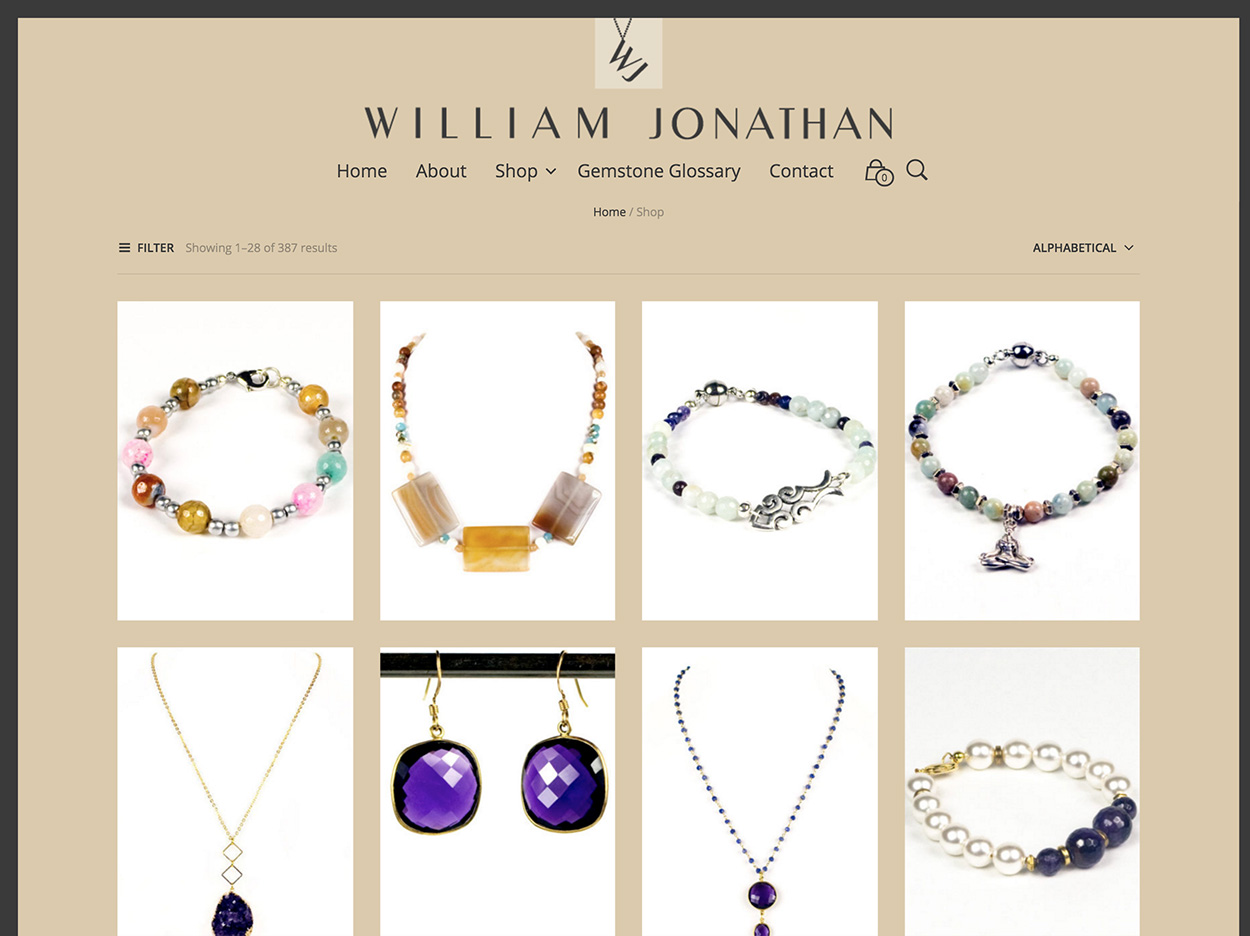 WJ
WILLIAM JONATHAN
Home About Shop Gemstone Glossary Contact 0
Home / Shop
FILTER Showing 1–28 of 387 results ALPHABETICAL